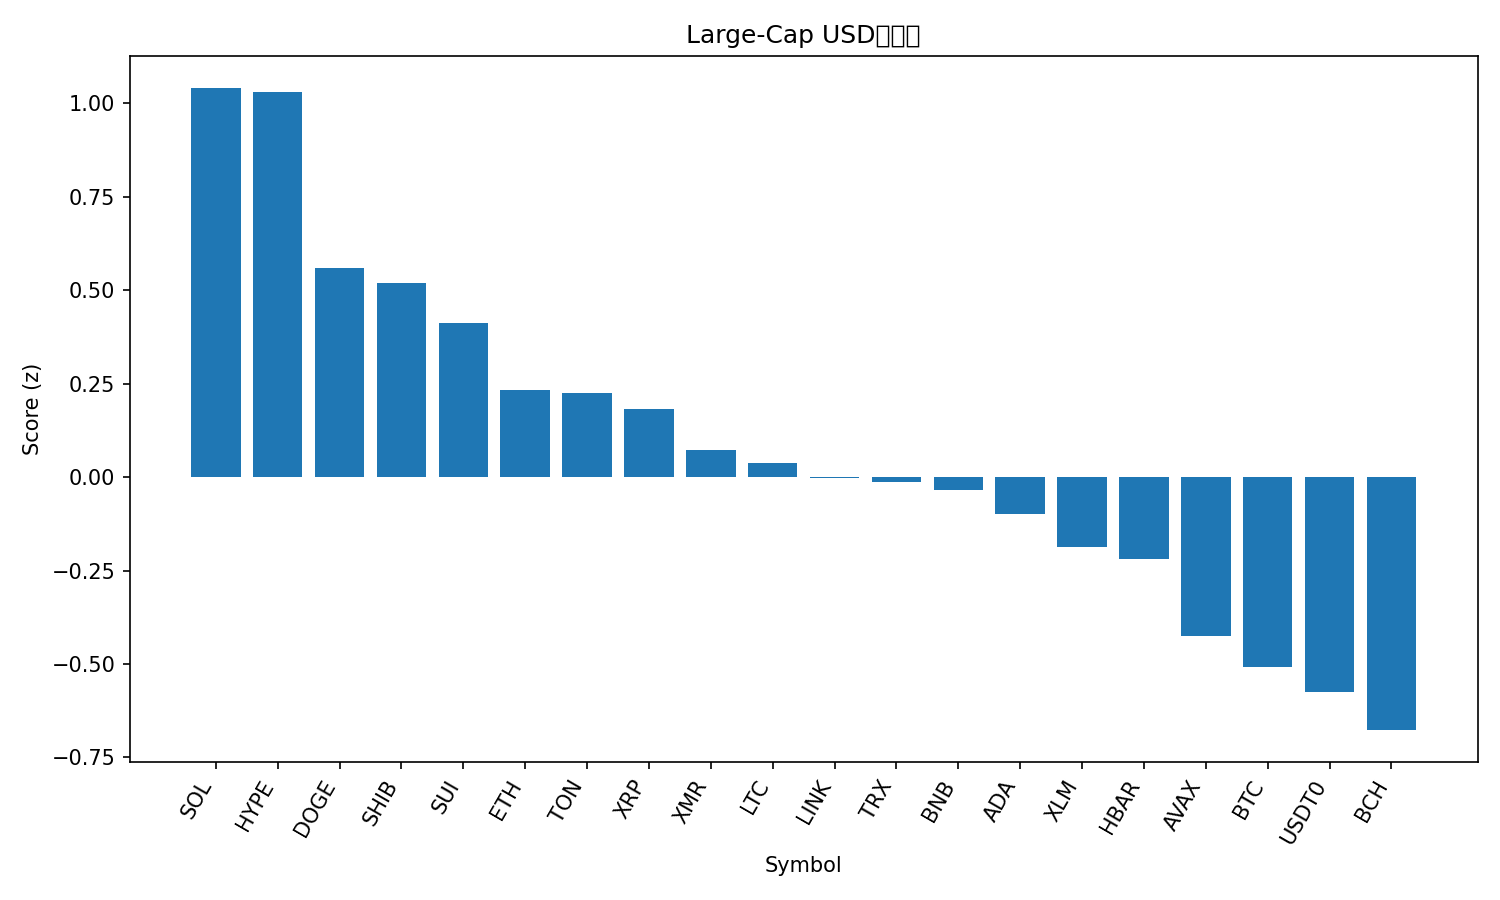 Large-Cap USD
1.00
0.75
0.50
0.25
0.00
−0.25
−0.50
−0.75
Score (z)
SOL
HYPE
DOGE
SHIB
SUI
ETH
TON
XRP
XMR
LTC
LINK
TRX
BNB
ADA
XLM
HBAR
AVAX
BTC
USDT0
BCH
Symbol